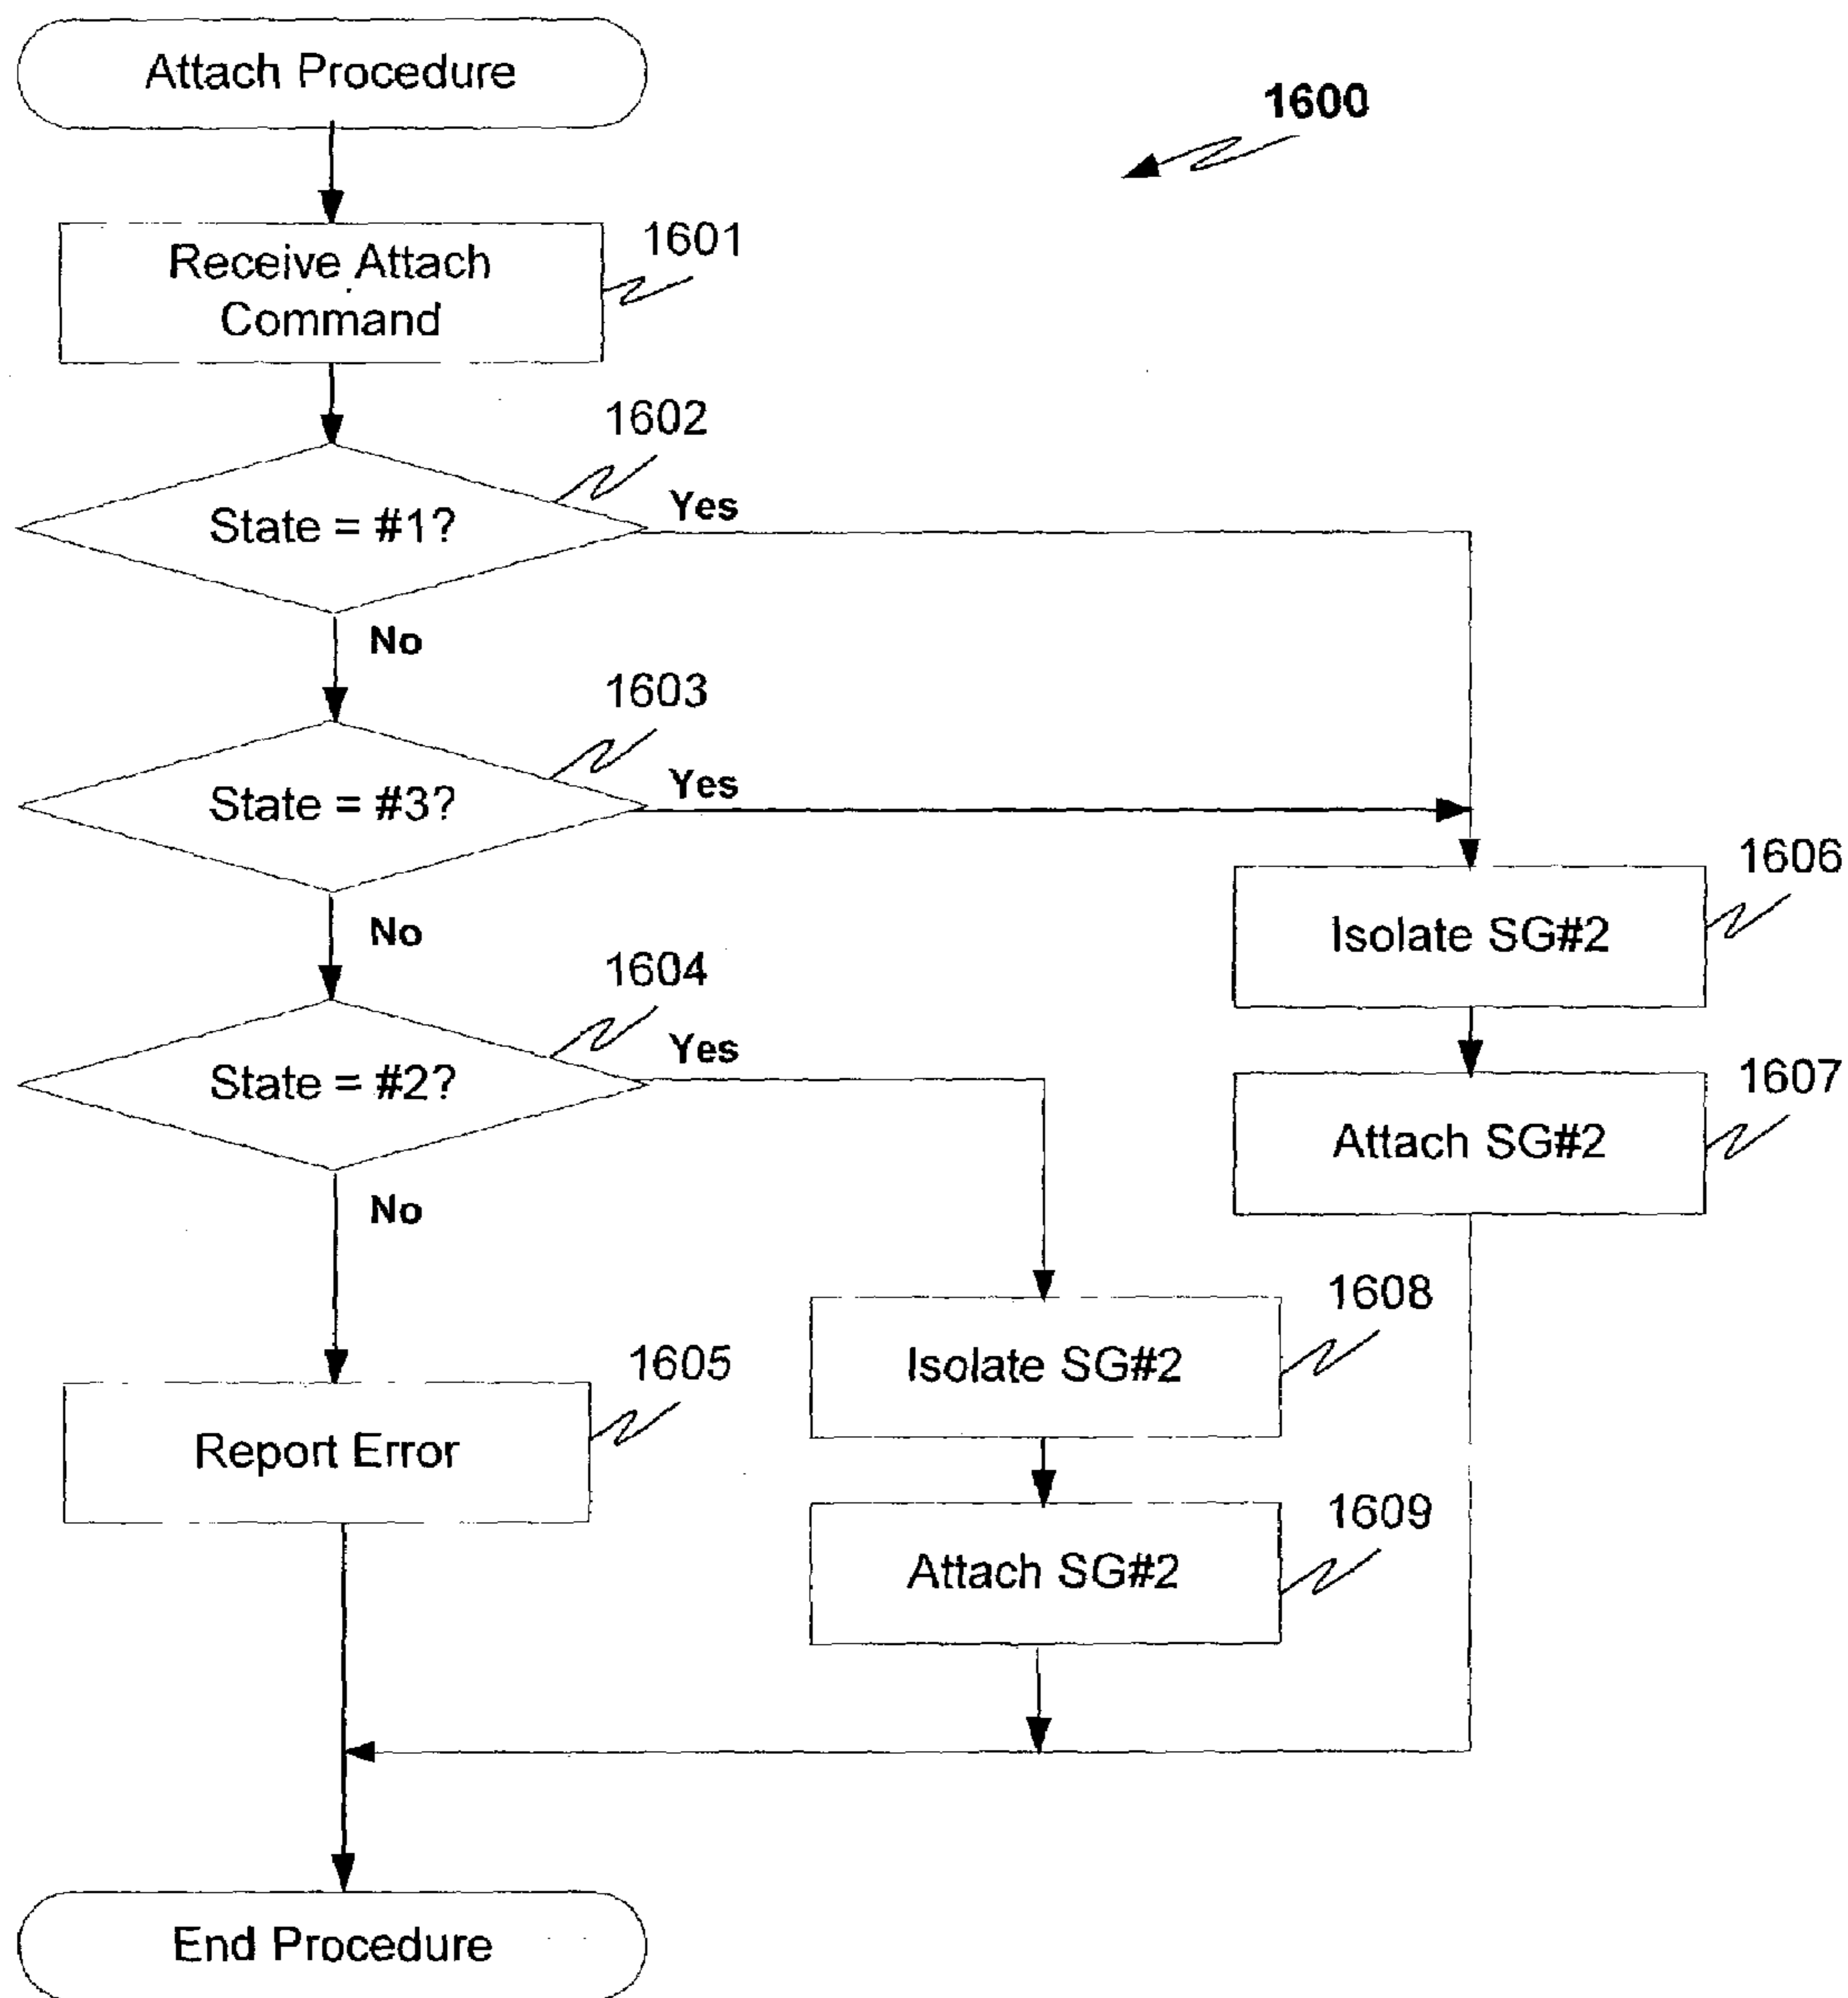 Attach Procedure
1600
Receive Attach
Command
1601
1602
State = #1?
Yes
No
1603
State = #3?
Yes
No
1604
State = #2?
Yes
No
1606
Isolate SG#2
1607
Attach SG#2
1608
Isolate SG#2
1605
Report Error
1609
Attach SG#2
End Procedure